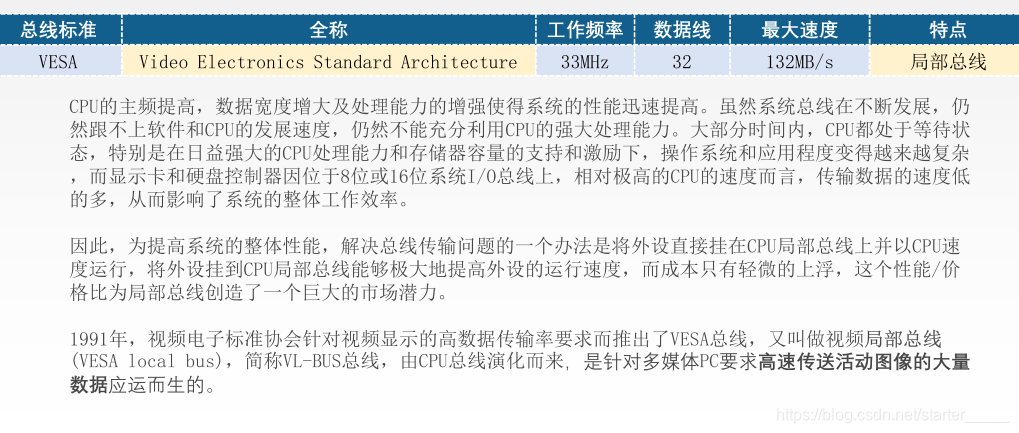 总线标准 全称 工作频率 数据线 最大速度 特点
VESA Video Electronics Standard Architecture 33MHz 32 132MB/s 局部总线
CPU的主频提高，数据宽度增大及处理能力的增强使得系统的性能迅速提高。虽然系统总线在不断发展，仍
然跟不上软件和CPU的发展速度，仍然不能充分利用CPU的强大处理能力。大部分时间内，CPU都处于等待状
态，特别是在日益强大的CPU处理能力和存储器容量的支持和激励下，操作系统和应用程度变得越来越复杂
，而显示卡和硬盘控制器因位于8位或16位系统I/O总线上，相对极高的CPU的速度而言，传输数据的速度低
的多，从而影响了系统的整体工作效率。
因此，为提高系统的整体性能，解决总线传输问题的一个办法是将外设直接挂在CPU局部总线上并以CPU速
度运行，将外设挂到CPU局部总线能够极大地提高外设的运行速度，而成本只有轻微的上浮，这个性能/价
格比为局部总线创造了一个巨大的市场潜力。
1991年，视频电子标准协会针对视频显示的高数据传输率要求而推出了VESA总线，又叫做视频局部总线
(VESA local bus)，简称VL-BUS总线，由CPU总线演化而来，是针对多媒体PC要求高速传送活动图像的大量
数据应运而生的。
https://blog.csdn.net/starter_____